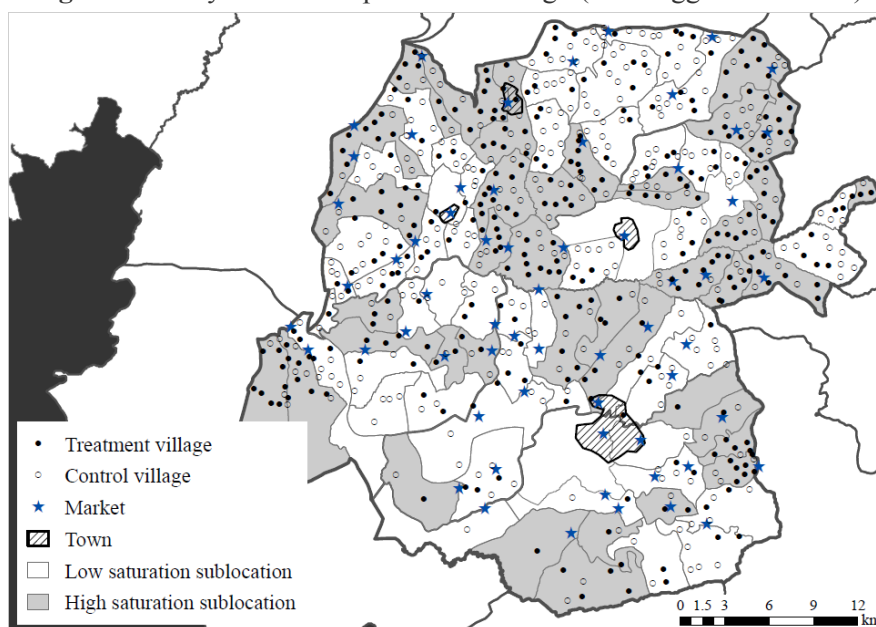 Treatment village
Control village
Market
Town
Low saturation sublocation
High saturation sublocation
0 1.5 3 6 9 12
km